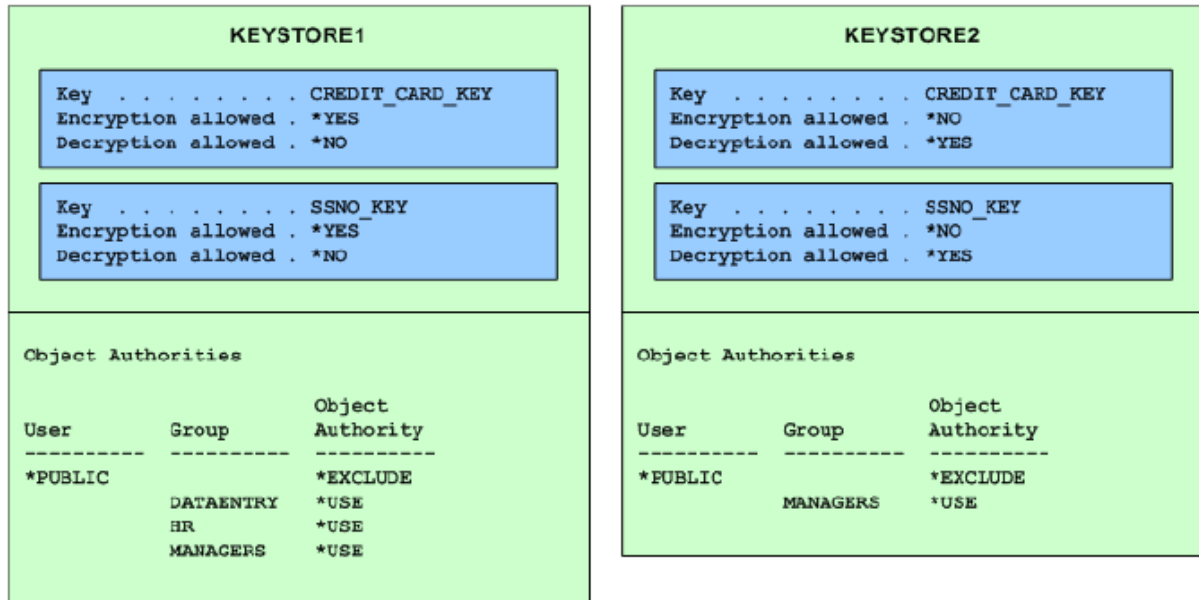 KEYSTORE1
Key . . . . . . . . CREDIT_CARD_KEY
Encryption allowed . *YES
Decryption allowed . *NO
Key . . . . . . . . SSNO_KEY
Encryption allowed . *YES
Decryption allowed . *NO
Object Authorities
Object
User Group Authority
---------- ---------- ----------
*PUBLIC *EXCLUDE
DATAENTRY *USE
HR *USE
MANAGERS *USE
KEYSTORE2
Key . . . . . . . . CREDIT_CARD_KEY
Encryption allowed . *NO
Decryption allowed . *YES
Key . . . . . . . . SSNO_KEY
Encryption allowed . *NO
Decryption allowed . *YES
Object Authorities
Object
User Group Authority
---------- ---------- ----------
*PUBLIC *EXCLUDE
MANAGERS *USE